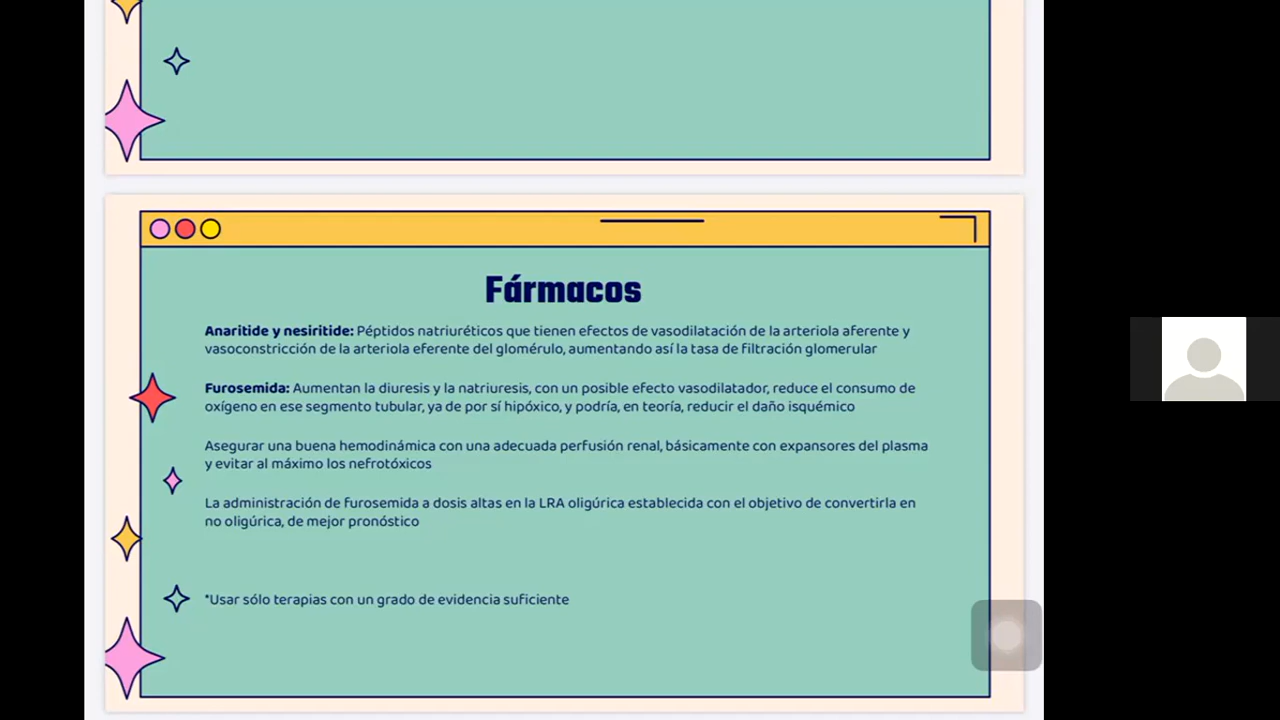 Fármacos
Anaritide y nesiritide: Péptidos natriuréticos que tienen efectos de vasodilatación de la arteriola aferente y
vasoconstricción de la arteriola eferente del glomérulo, aumentando así la tasa de filtración glomerular
Furosemida: Aumentan la diuresis y la natriuresis, con un posible efecto vasodilatador, reduce el consumo de
oxígeno en ese segmento tubular, ya de por sí hipóxico, y podría, en teoría, reducir el daño isquémico
Asegurar una buena hemodinámica con una adecuada perfusión renal, básicamente con expansores del plasma
y evitar al máximo los nefrotóxicos
La administración de furosemida a dosis altas en la LRA oligúrica establecida con el objetivo de convertirla en
no oligúrica, de mejor pronóstico
*Usar sólo terapias con un grado de evidencia suficiente